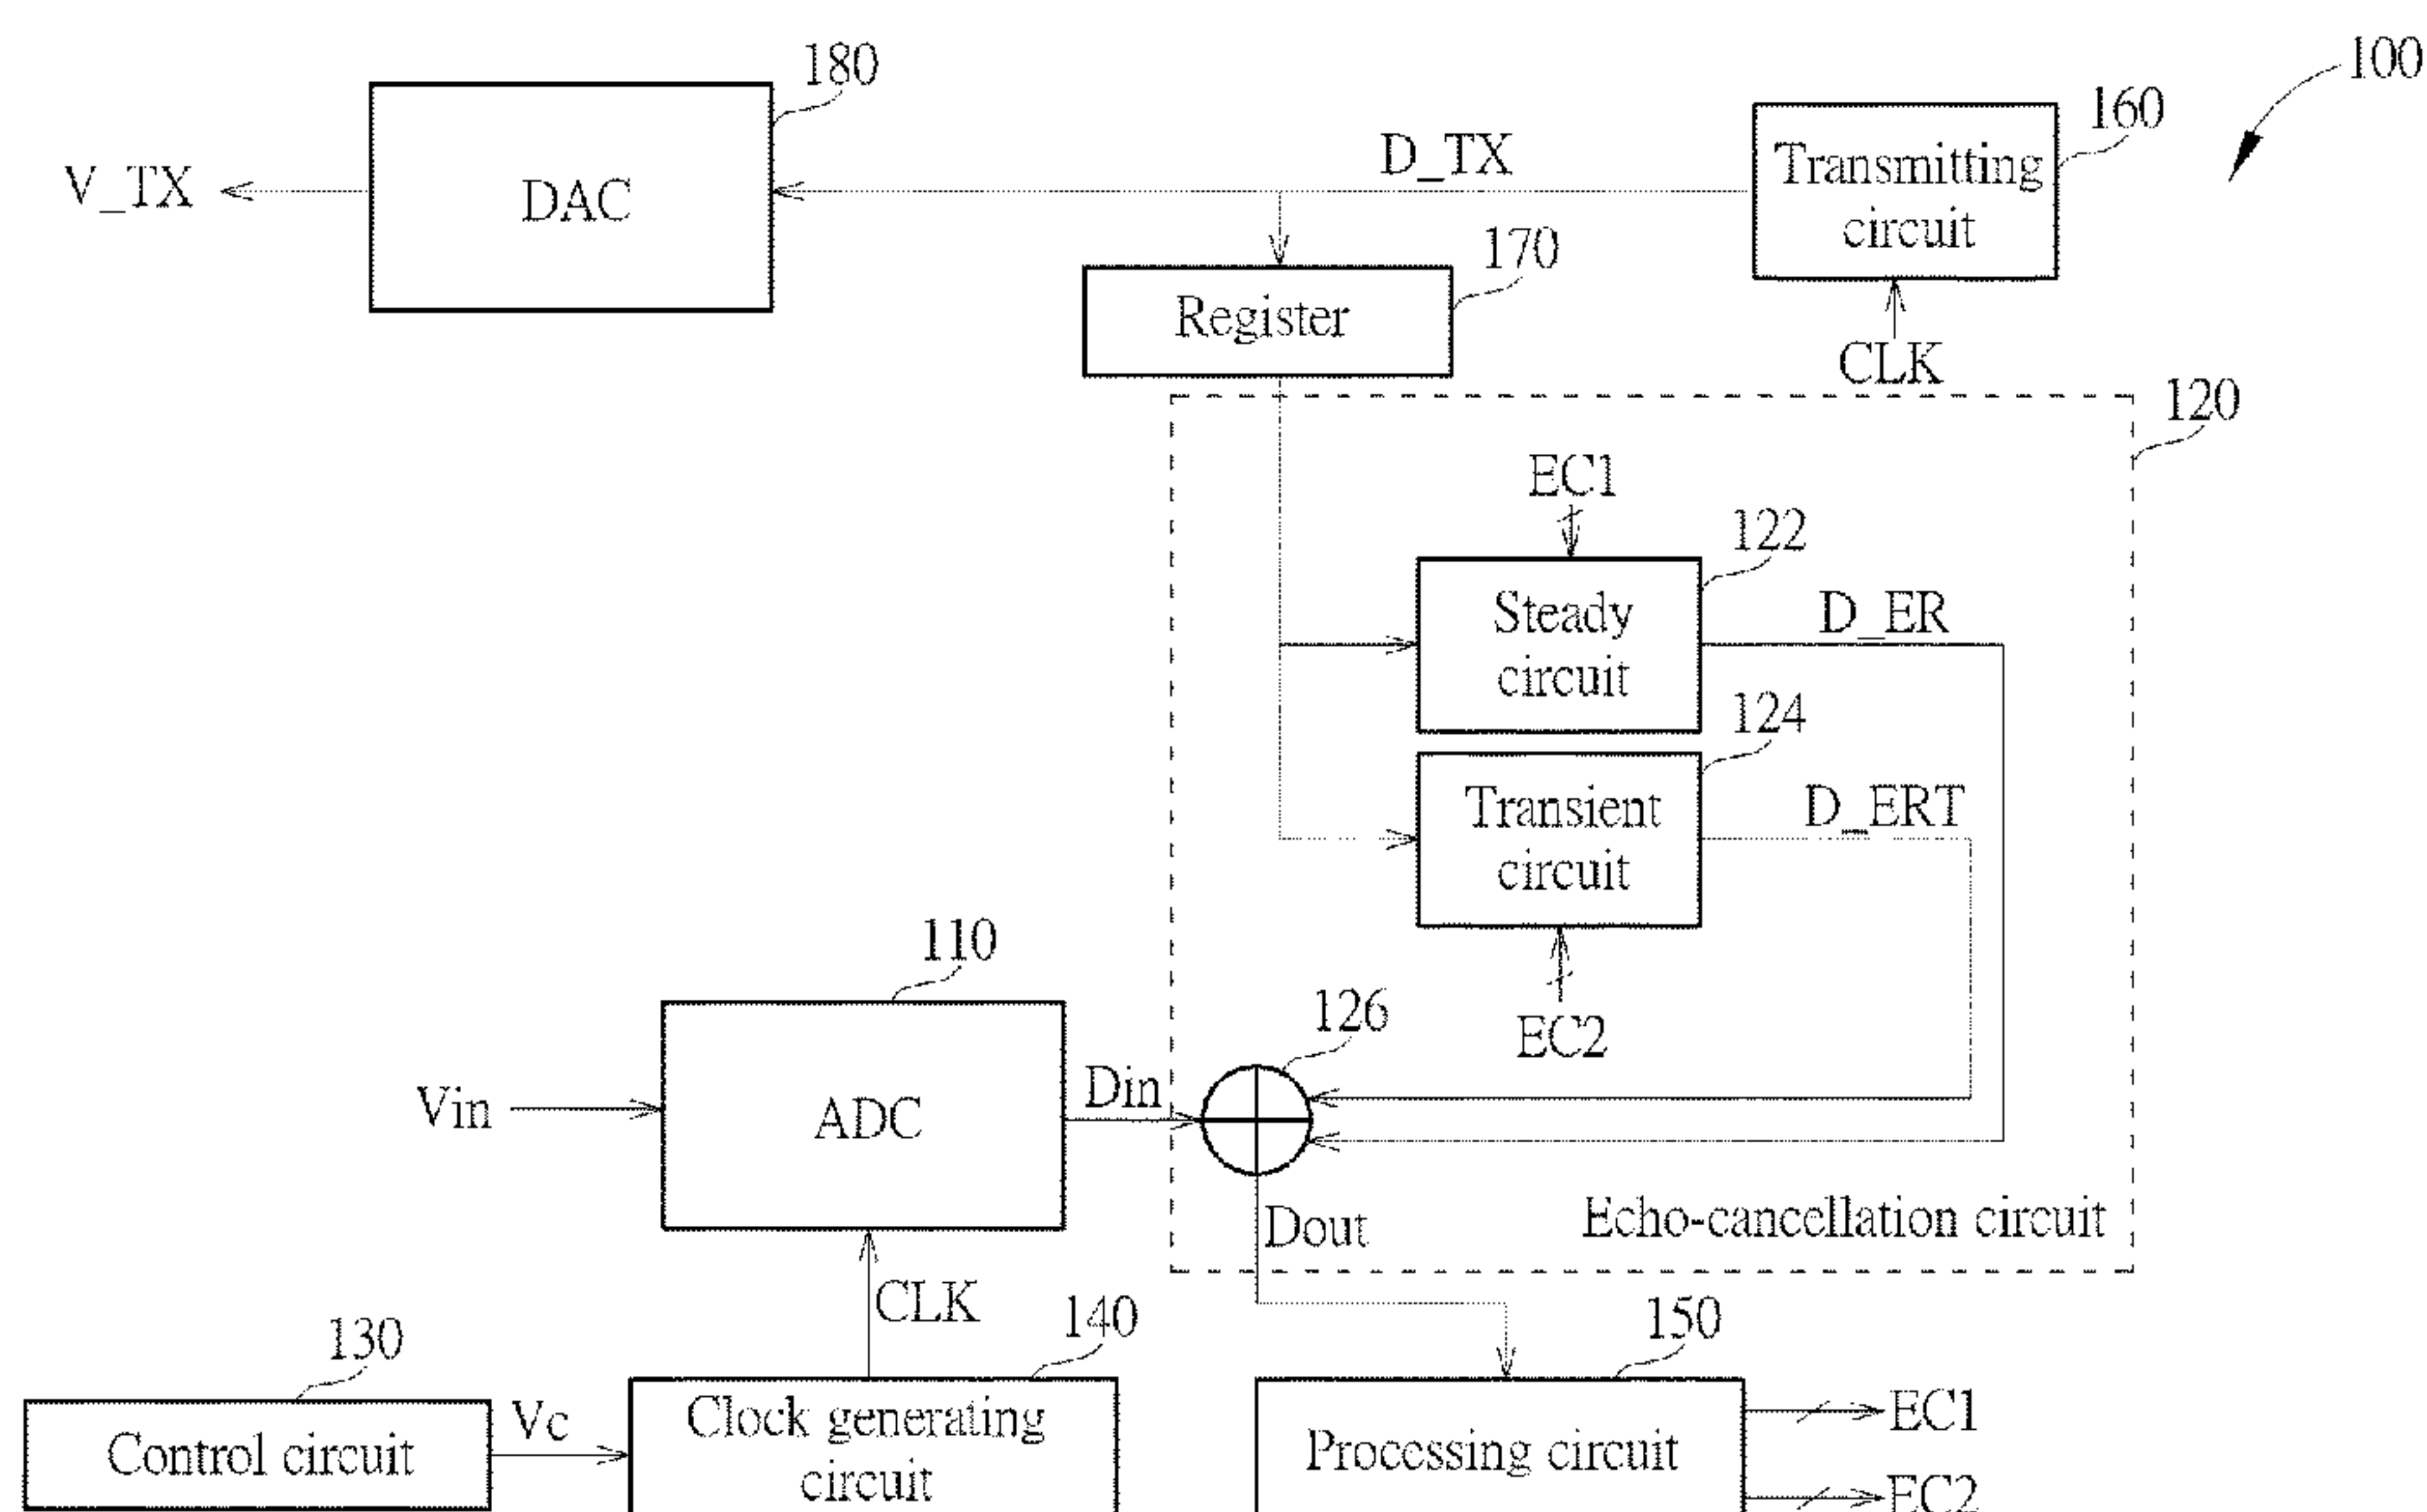 180
100
160
V_TX
DAC
D_TX
Transmitting
circuit
170
Register
CLK
120
EC1
122
Steady
circuit
D_ER
124
Transient
circuit
D_ERT
110
126
EC2
Vin
ADC
Din
Dout
Echo-cancellation circuit
CLK
130
140
150
Control circuit
Vc
Clock generating
circuit
Processing circuit
EC1
EC2